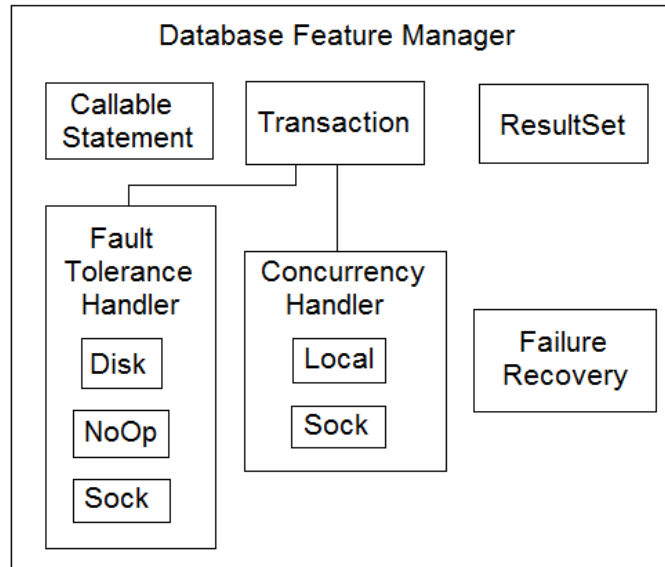 Database Feature Manager
Callable
Statement
Transaction
ResultSet
Fault
Tolerance
Handler
Disk
NoOp
Sock
Concurrency
Handler
Local
Sock
Failure
Recovery